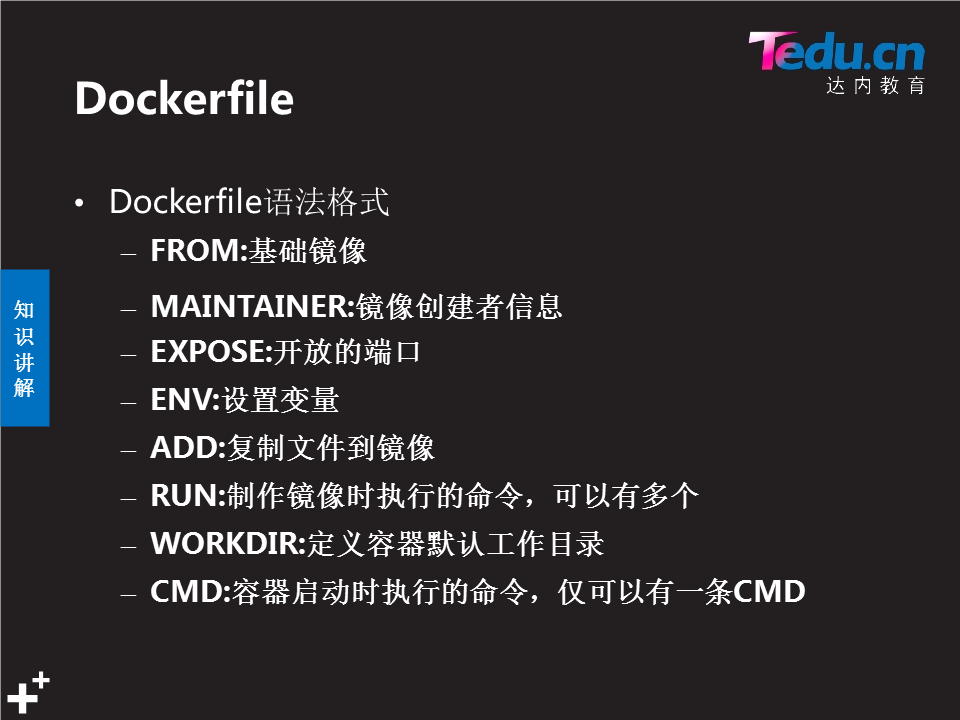 Tedu.cn
达内教育
Dockerfile
• Dockerfile语法格式
– FROM:基础镜像
– MAINTAINER:镜像创建者信息
– EXPOSE:开放的端口
– ENV:设置变量
– ADD:复制文件到镜像
– RUN:制作镜像时执行的命令，可以有多个
– WORKDIR:定义容器默认工作目录
– CMD:容器启动时执行的命令，仅可以有一条CMD
知
识
讲
解